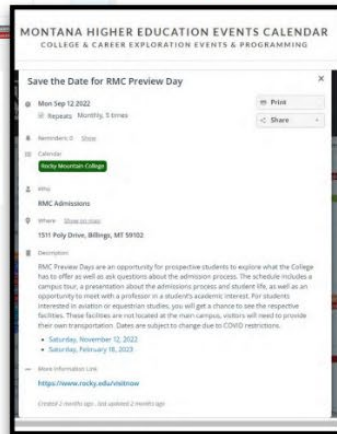 MONTANA HIGHER EDUCATION EVENTS CALENDAR
COLLEGE & CAREER EXPLORATION EVENTS & PROGRAMMING
Save the Date for RMC Preview Day
×
Mon Sep 12 2022
Print
Repeats Monthly, 5 times
Share
Reminders: 0 Show
Calendar
Rocky Mountain College
Who
RMC Admissions
Where Show on map
1511 Poly Drive, Billings, MT 59102
Description
RMC Preview Days are an opportunity for prospective students to explore what the College
has to offer as well as ask questions about the admission process. The schedule includes a
campus tour, a presentation about the admissions process and student life, as well as an
opportunity to meet with a professor in a student's academic interest. For students
interested in aviation or equestrian studies, you will get a chance to see the respective
facilities. These facilities are not located at the main campus, visitors will need to provide
their own transportation. Dates are subject to change due to COVID restrictions.
• Saturday, November 12, 2022
• Saturday, February 18, 2023
More Information Link
https://www.rocky.edu/visitnow
Created 2 months ago, last updated 2 months ago